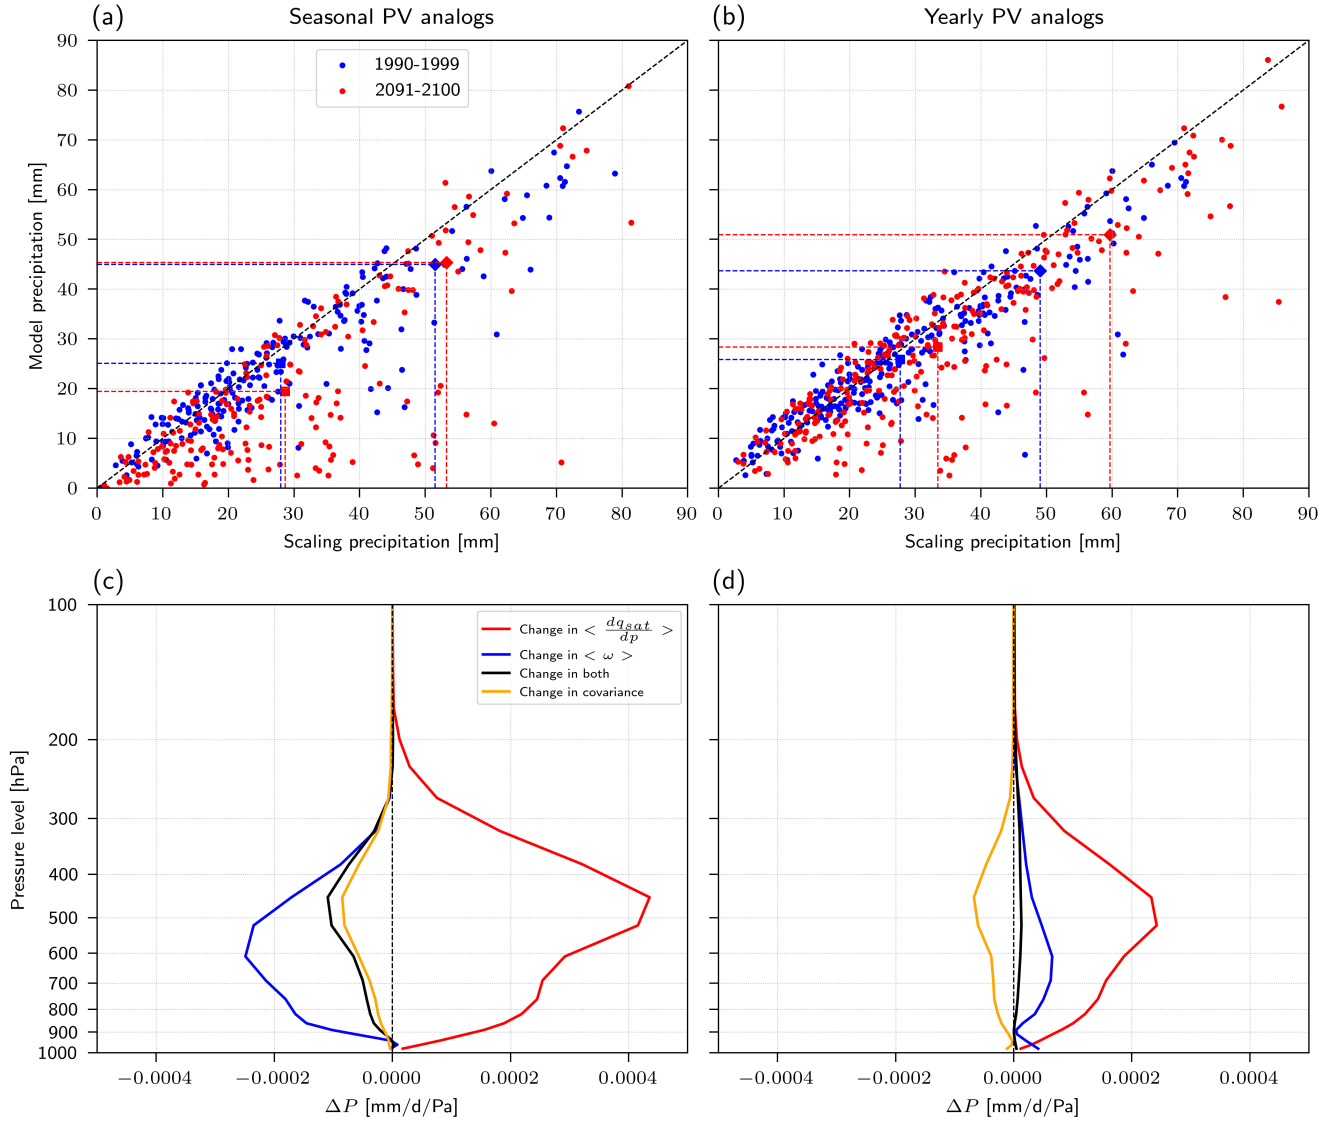 (a)
Seasonal PV analogs
(b)
Yearly PV analogs
90
80
70
60
50
40
30
20
10
0
Model precipitation [mm]
1990-1999
2091-2100
0 10 20 30 40 50 60 70 80 90
0 10 20 30 40 50 60 70 80 90
Scaling precipitation [mm]
Scaling precipitation [mm]
(c)
(d)
100
200
300
400
500
600
700
800
900
1000
Pressure level [hPa]
Change in < dq_sat/dp >
Change in < ω >
Change in both
Change in covariance
−0.0004 −0.0002 0.0000 0.0002 0.0004
−0.0004 −0.0002 0.0000 0.0002 0.0004
ΔP [mm/d/Pa]
ΔP [mm/d/Pa]